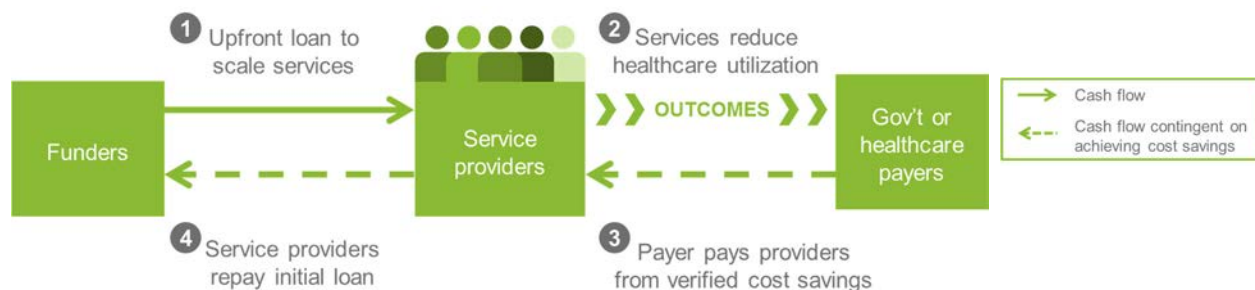 1 Upfront loan to
scale services
2 Services reduce
healthcare utilization
Funders
Service
providers
OUTCOMES
Gov't or
healthcare
payers
Cash flow
Cash flow contingent on
achieving cost savings
4 Service providers
repay initial loan
3 Payer pays providers
from verified cost savings